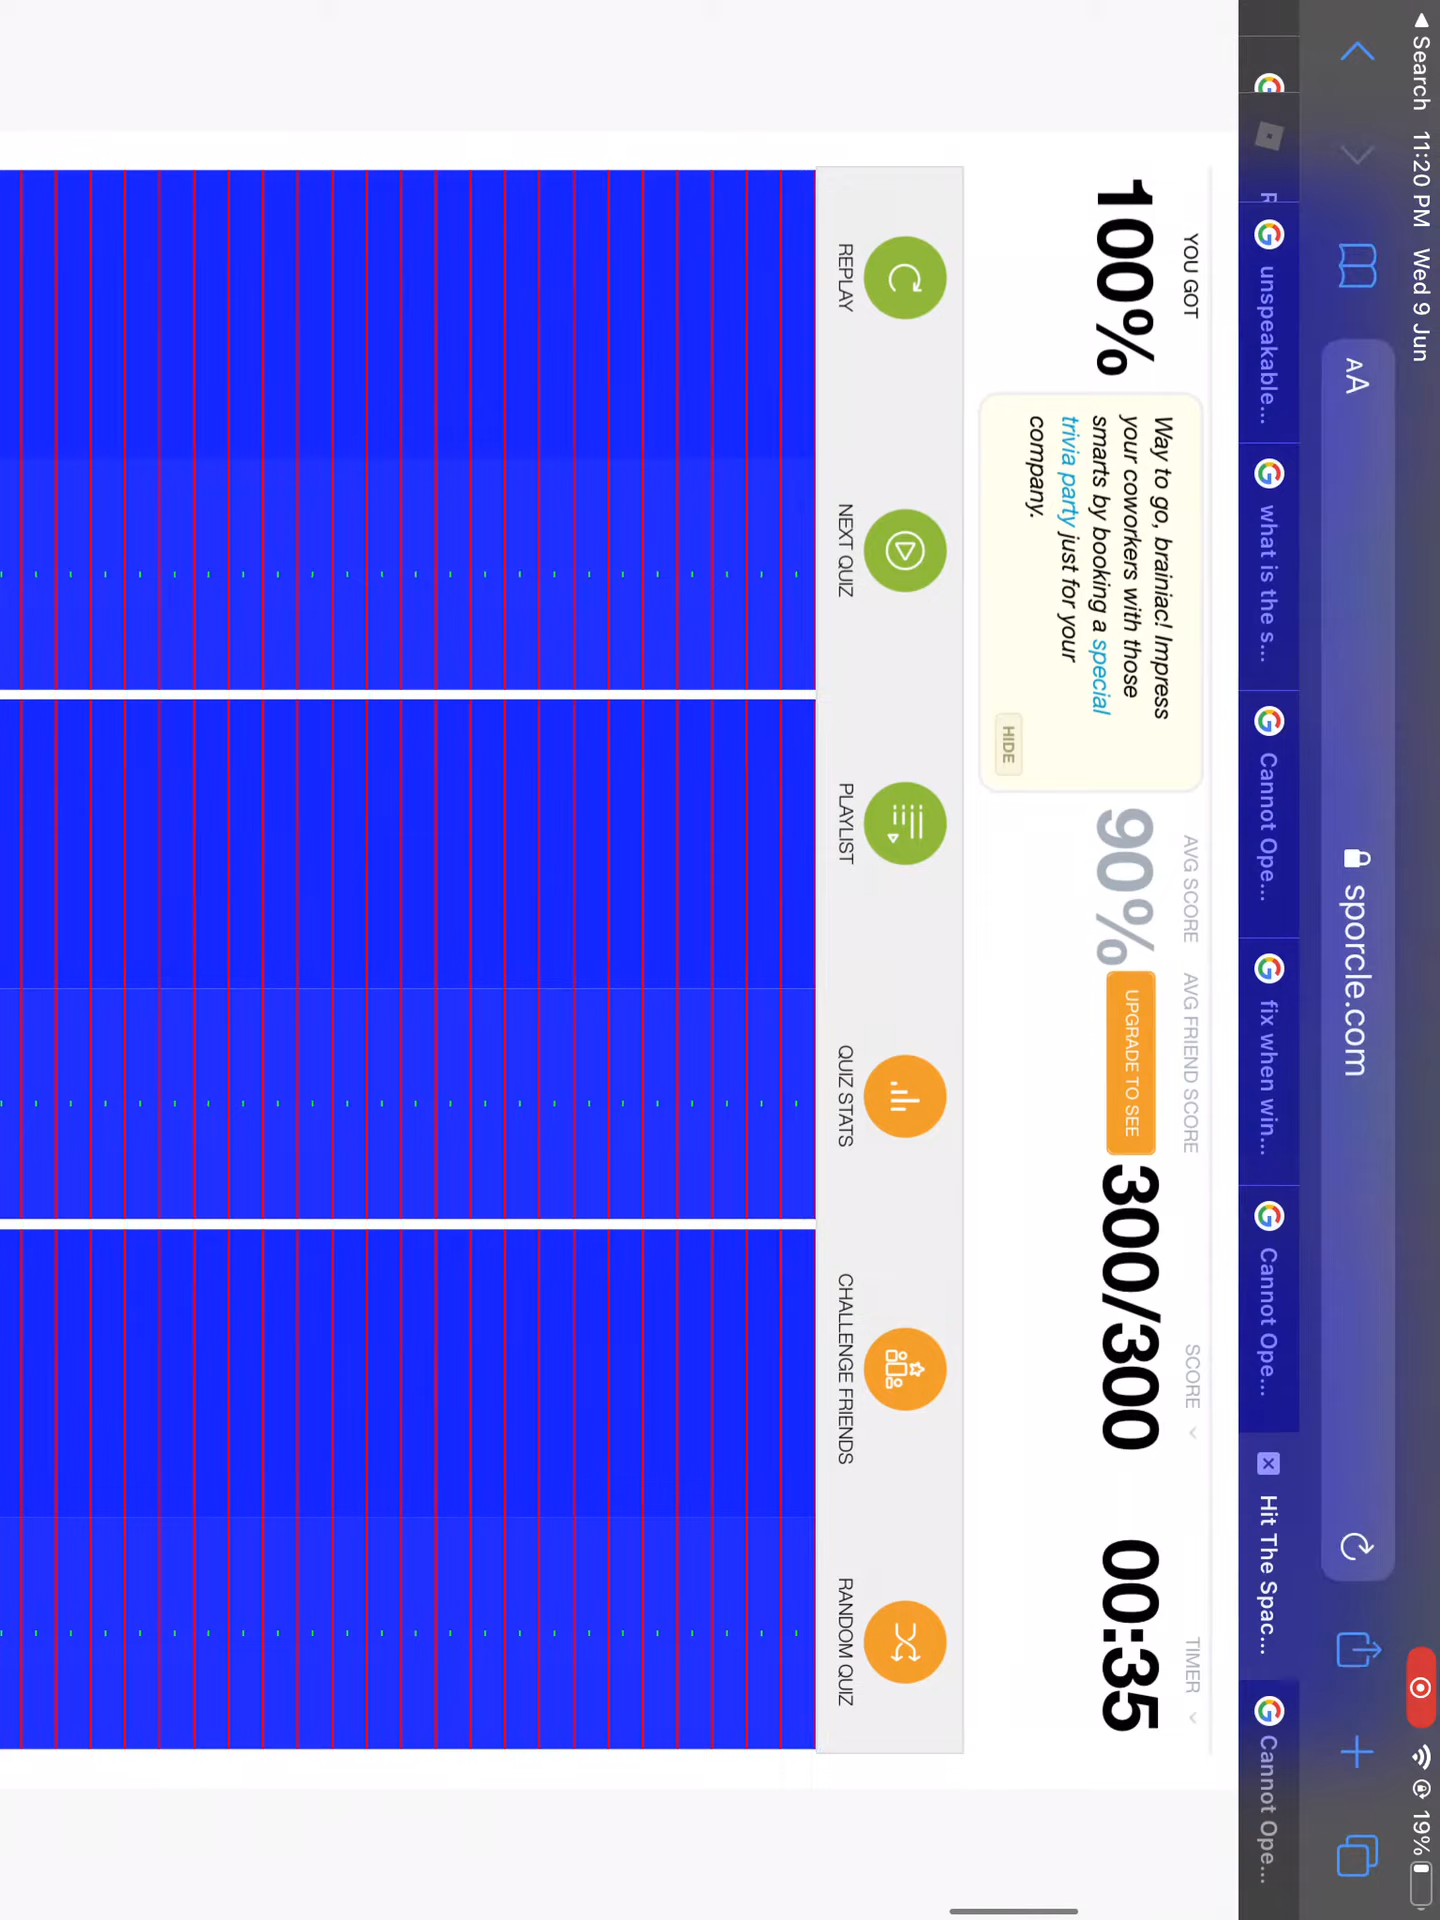 Search 11:20 PM Wed 9 Jun 19%
AA sporcle.com
R
unspeakable...
what is the s...
Cannot Ope...
fix when win...
Cannot Ope...
Hit The Spac...
Cannot Ope...
YOU GOT
100%
Way to go, brainiac! Impress
your coworkers with those
smarts by booking a special
trivia party just for your
company.
HIDE
AVG SCORE
90%
AVG FRIEND SCORE
UPGRADE TO SEE
SCORE
300/300
TIMER
00:35
REPLAY
NEXT QUIZ
PLAYLIST
QUIZ STATS
CHALLENGE FRIENDS
RANDOM QUIZ